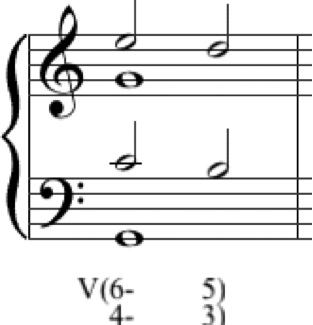 V(6- 5)
4- 3)